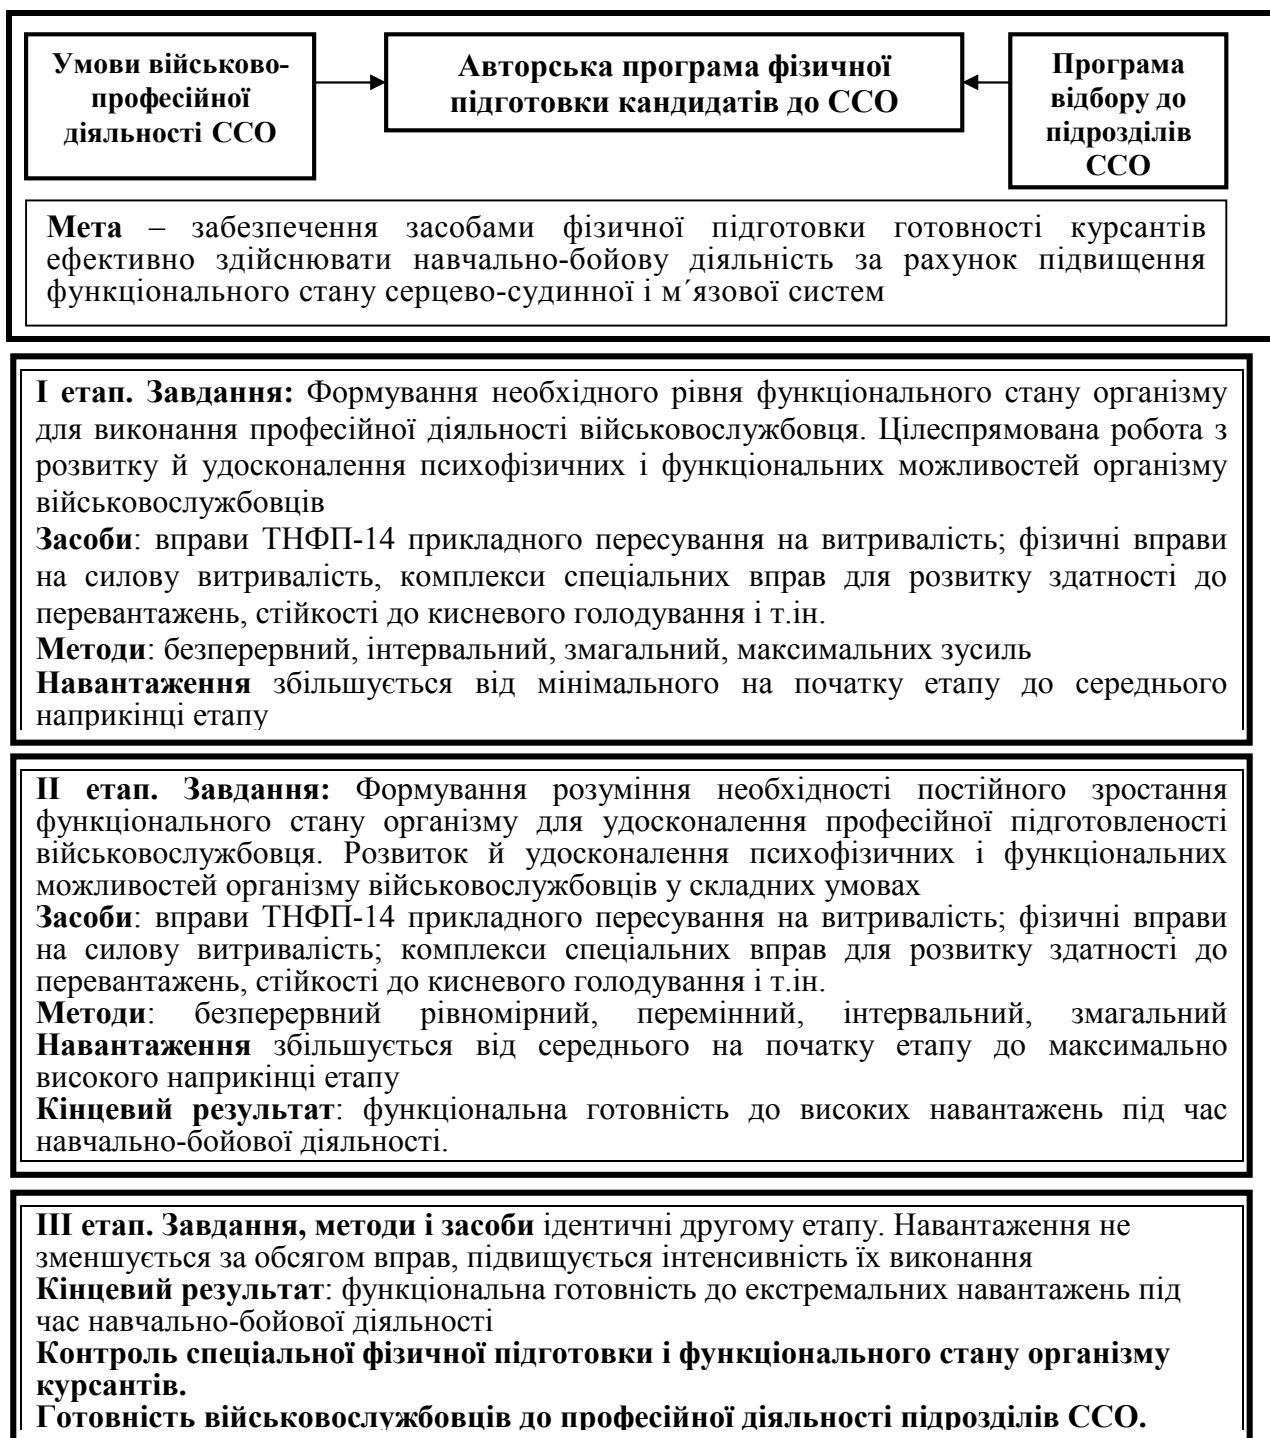 Умови військово-
професійної
діяльності ССО
Авторська програма фізичної
підготовки кандидатів до ССО
Програма
відбору до
підрозділів
ССО
Мета – забезпечення засобами фізичної підготовки готовності курсантів
ефективно здійснювати навчально-бойову діяльність за рахунок підвищення
функціонального стану серцево-судинної і м´язової систем
І етап. Завдання: Формування необхідного рівня функціонального стану організму
для виконання професійної діяльності військовослужбовця. Цілеспрямована робота з
розвитку й удосконалення психофізичних і функціональних можливостей організму
військовослужбовців
Засоби: вправи ТНФП-14 прикладного пересування на витривалість; фізичні вправи
на силову витривалість, комплекси спеціальних вправ для розвитку здатності до
перевантажень, стійкості до кисневого голодування і т.ін.
Методи: безперервний, інтервальний, змагальний, максимальних зусиль
Навантаження збільшується від мінімального на початку етапу до середнього
наприкінці етапу
ІІ етап. Завдання: Формування розуміння необхідності постійного зростання
функціонального стану організму для удосконалення професійної підготовленості
військовослужбовця. Розвиток й удосконалення психофізичних і функціональних
можливостей організму військовослужбовців у складних умовах
Засоби: вправи ТНФП-14 прикладного пересування на витривалість; фізичні вправи
на силову витривалість; комплекси спеціальних вправ для розвитку здатності до
перевантажень, стійкості до кисневого голодування і т.ін.
Методи: безперервний рівномірний, перемінний, інтервальний, змагальний
Навантаження збільшується від середнього на початку етапу до максимально
високого наприкінці етапу
Кінцевий результат: функціональна готовність до високих навантажень під час
навчально-бойової діяльності.
ІІІ етап. Завдання, методи і засоби ідентичні другому етапу. Навантаження не
зменшується за обсягом вправ, підвищується інтенсивність їх виконання
Кінцевий результат: функціональна готовність до екстремальних навантажень під
час навчально-бойової діяльності
Контроль спеціальної фізичної підготовки і функціонального стану організму
курсантів.
Готовність військовослужбовців до професійної діяльності підрозділів ССО.